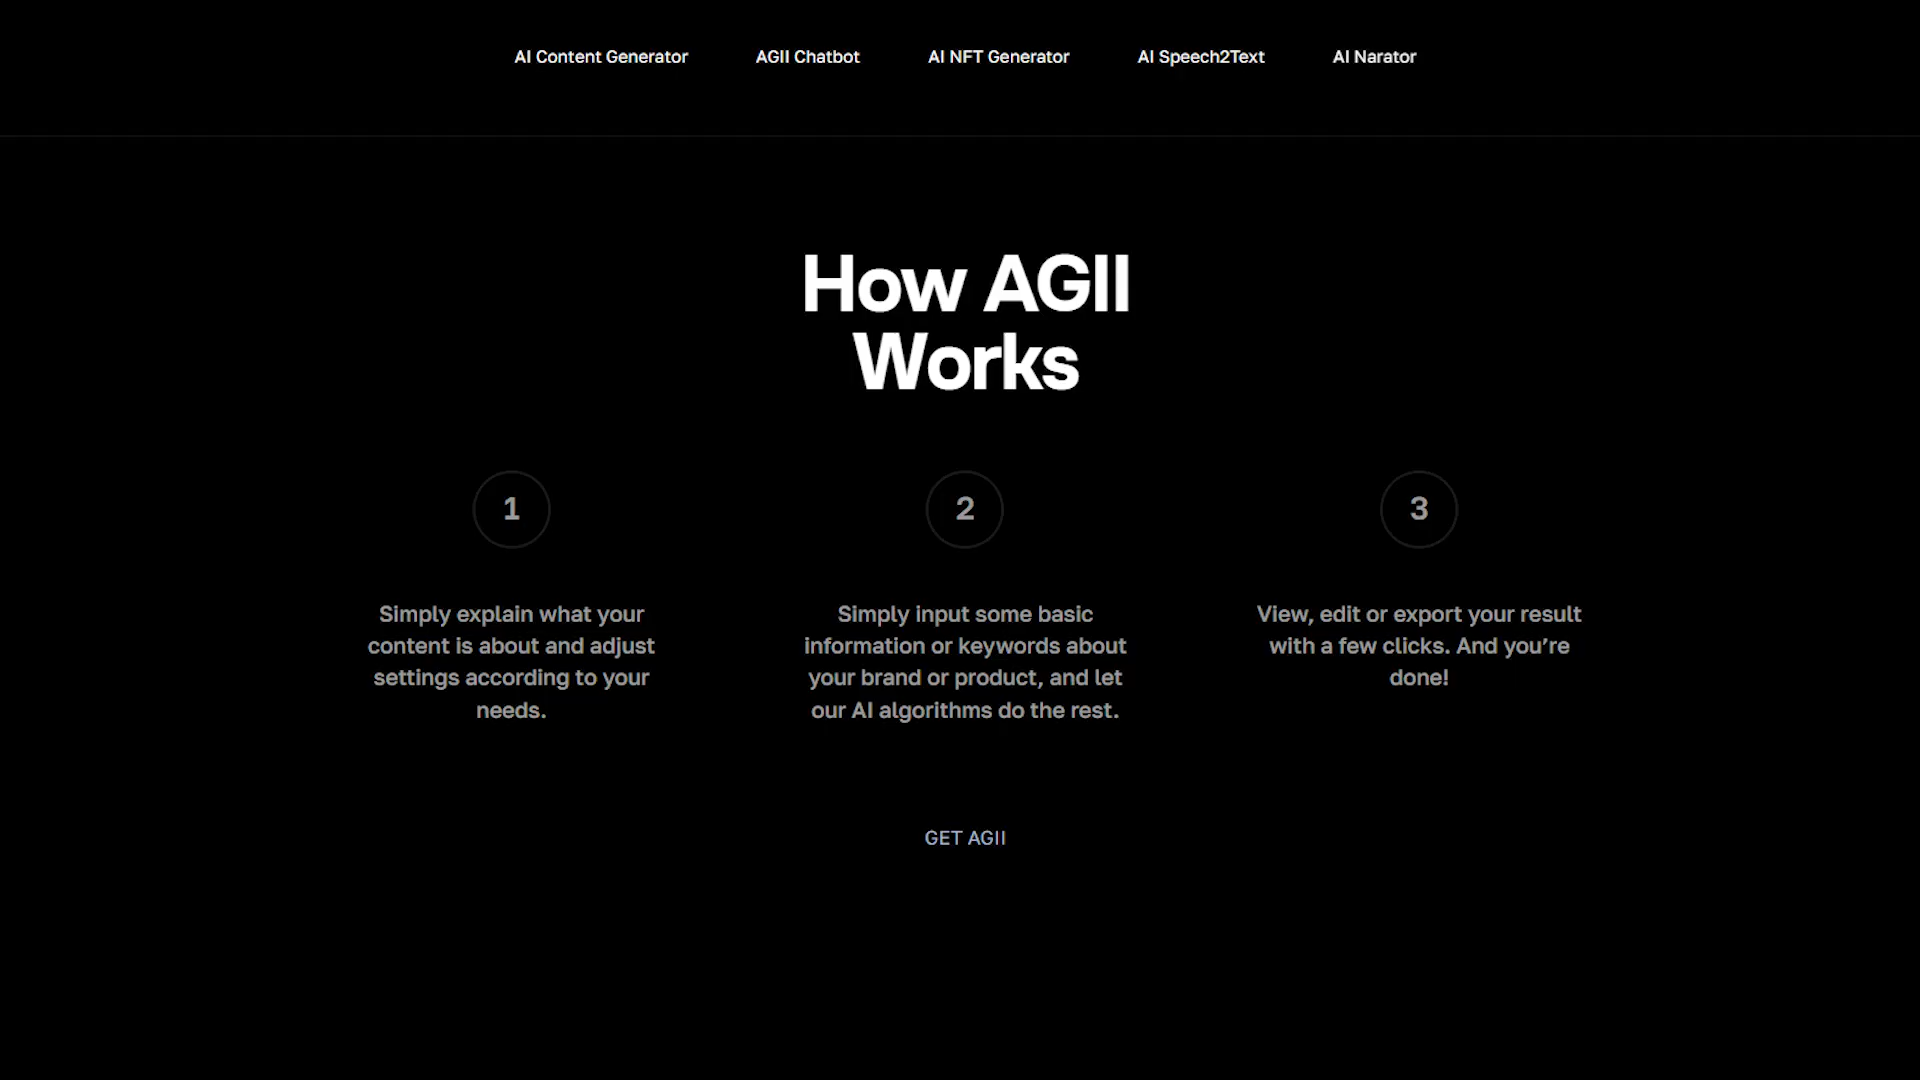 AI Content Generator
AGII Chatbot
AI NFT Generator
AI Speech2Text
AI Narator
How AGII
Works
1
Simply explain what your
content is about and adjust
settings according to your
needs.
2
Simply input some basic
information or keywords about
your brand or product, and let
our AI algorithms do the rest.
3
View, edit or export your result
with a few clicks. And you’re
done!
GET AGII